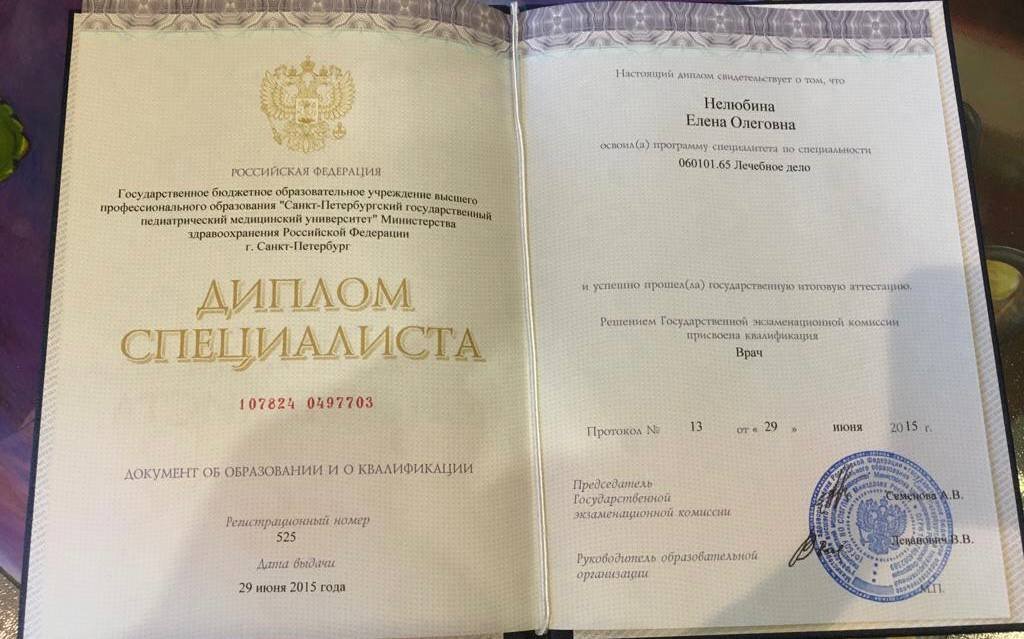 РОССИЙСКАЯ ФЕДЕРАЦИЯ
Государственное бюджетное образовательное учреждение высшего
профессионального образования "Санкт-Петербургский государственный
педиатрический медицинский университет" Министерства
здравоохранения Российской Федерации
г. Санкт-Петербург
ДИПЛОМ
СПЕЦИАЛИСТА
107824 0497703
ДОКУМЕНТ ОБ ОБРАЗОВАНИИ И О КВАЛИФИКАЦИИ
Регистрационный номер
525
Дата выдачи
29 июня 2015 года
Настоящий диплом свидетельствует о том, что
Нелюбина
Елена Олеговна
освоил(а) программу специалитета по специальности
060101.65 Лечебное дело
и успешно прошел(ла) государственную итоговую аттестацию.
Решением Государственной экзаменационной комиссии
присвоена квалификация
Врач
Протокол № 13 от « 29 » июня 2015 г.
Председатель
Государственной
экзаменационной комиссии
Семенова А.В.
Руководитель образовательной
организации
Леванович В.В.
М.П.